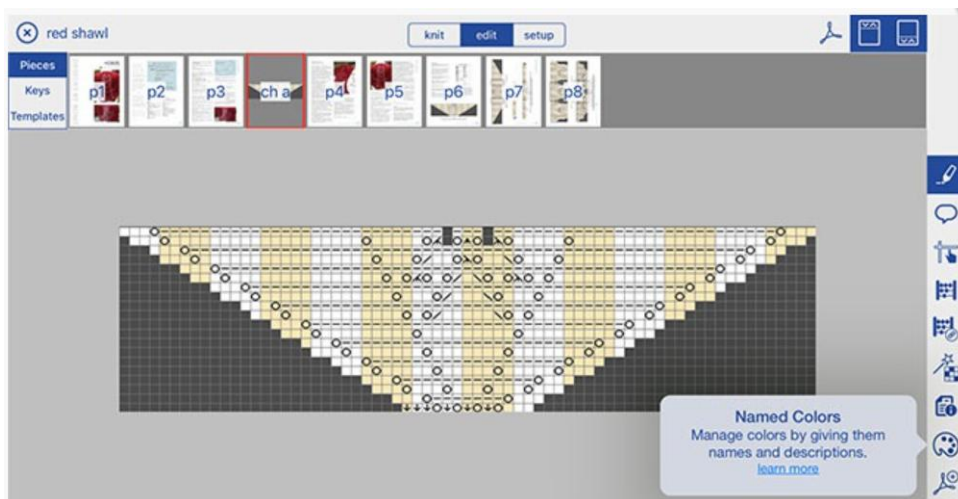 red shawl
knit
edit
setup
Pieces
Keys
Templates
p1
p2
p3
ch a
p4
p5
p6
p7
p8
Named Colors
Manage colors by giving them
names and descriptions.
learn more